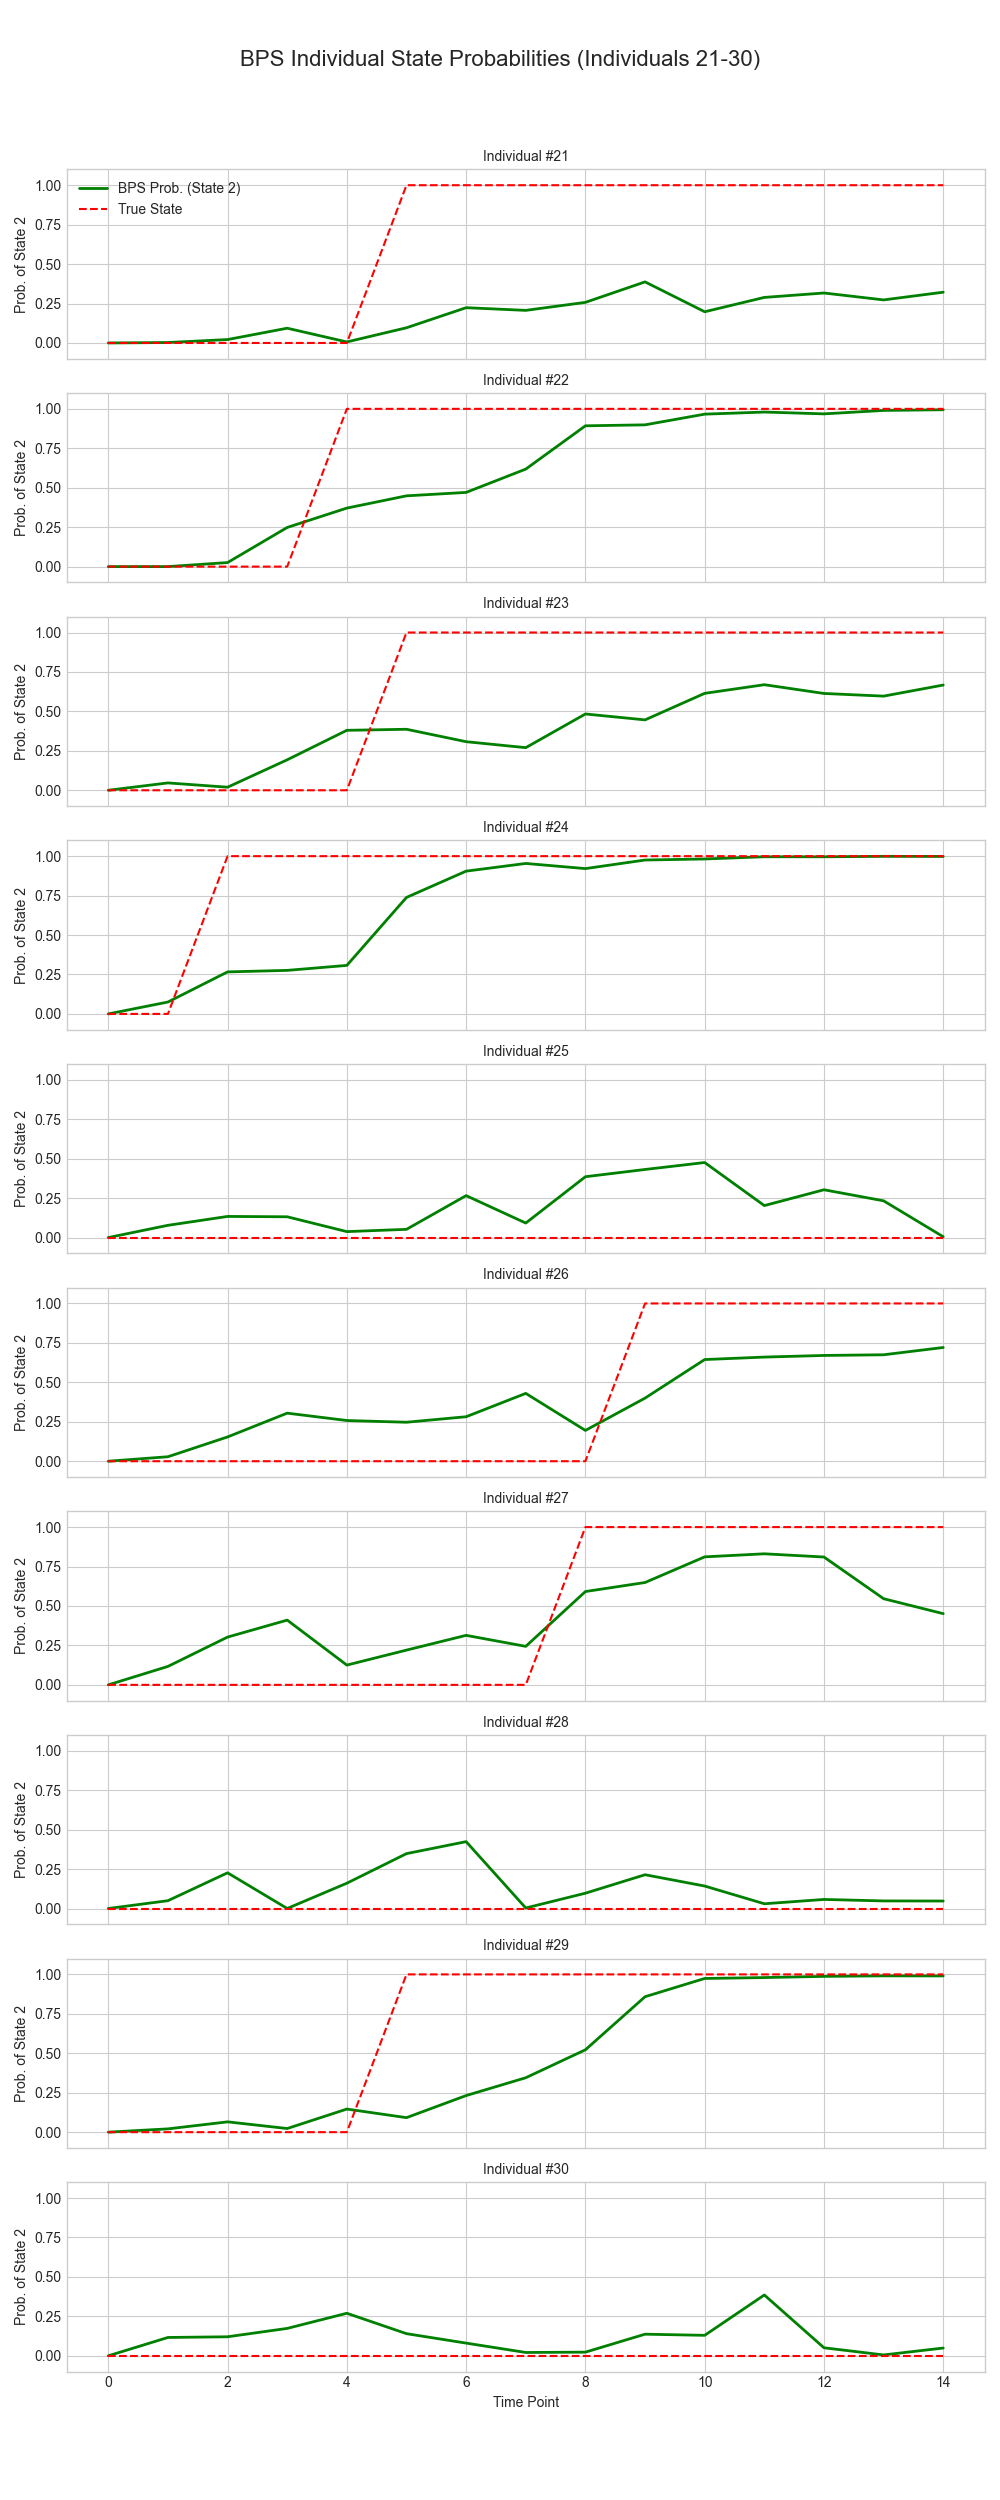 BPS Individual State Probabilities (Individuals 21-30)
Individual #21
BPS Prob. (State 2)
True State
1.00
0.75
0.50
0.25
0.00
Prob. of State 2
Individual #22
1.00
0.75
0.50
0.25
0.00
Prob. of State 2
Individual #23
1.00
0.75
0.50
0.25
0.00
Prob. of State 2
Individual #24
1.00
0.75
0.50
0.25
0.00
Prob. of State 2
Individual #25
1.00
0.75
0.50
0.25
0.00
Prob. of State 2
Individual #26
1.00
0.75
0.50
0.25
0.00
Prob. of State 2
Individual #27
1.00
0.75
0.50
0.25
0.00
Prob. of State 2
Individual #28
1.00
0.75
0.50
0.25
0.00
Prob. of State 2
Individual #29
1.00
0.75
0.50
0.25
0.00
Prob. of State 2
Individual #30
1.00
0.75
0.50
0.25
0.00
Prob. of State 2
0 2 4 6 8 10 12 14
Time Point